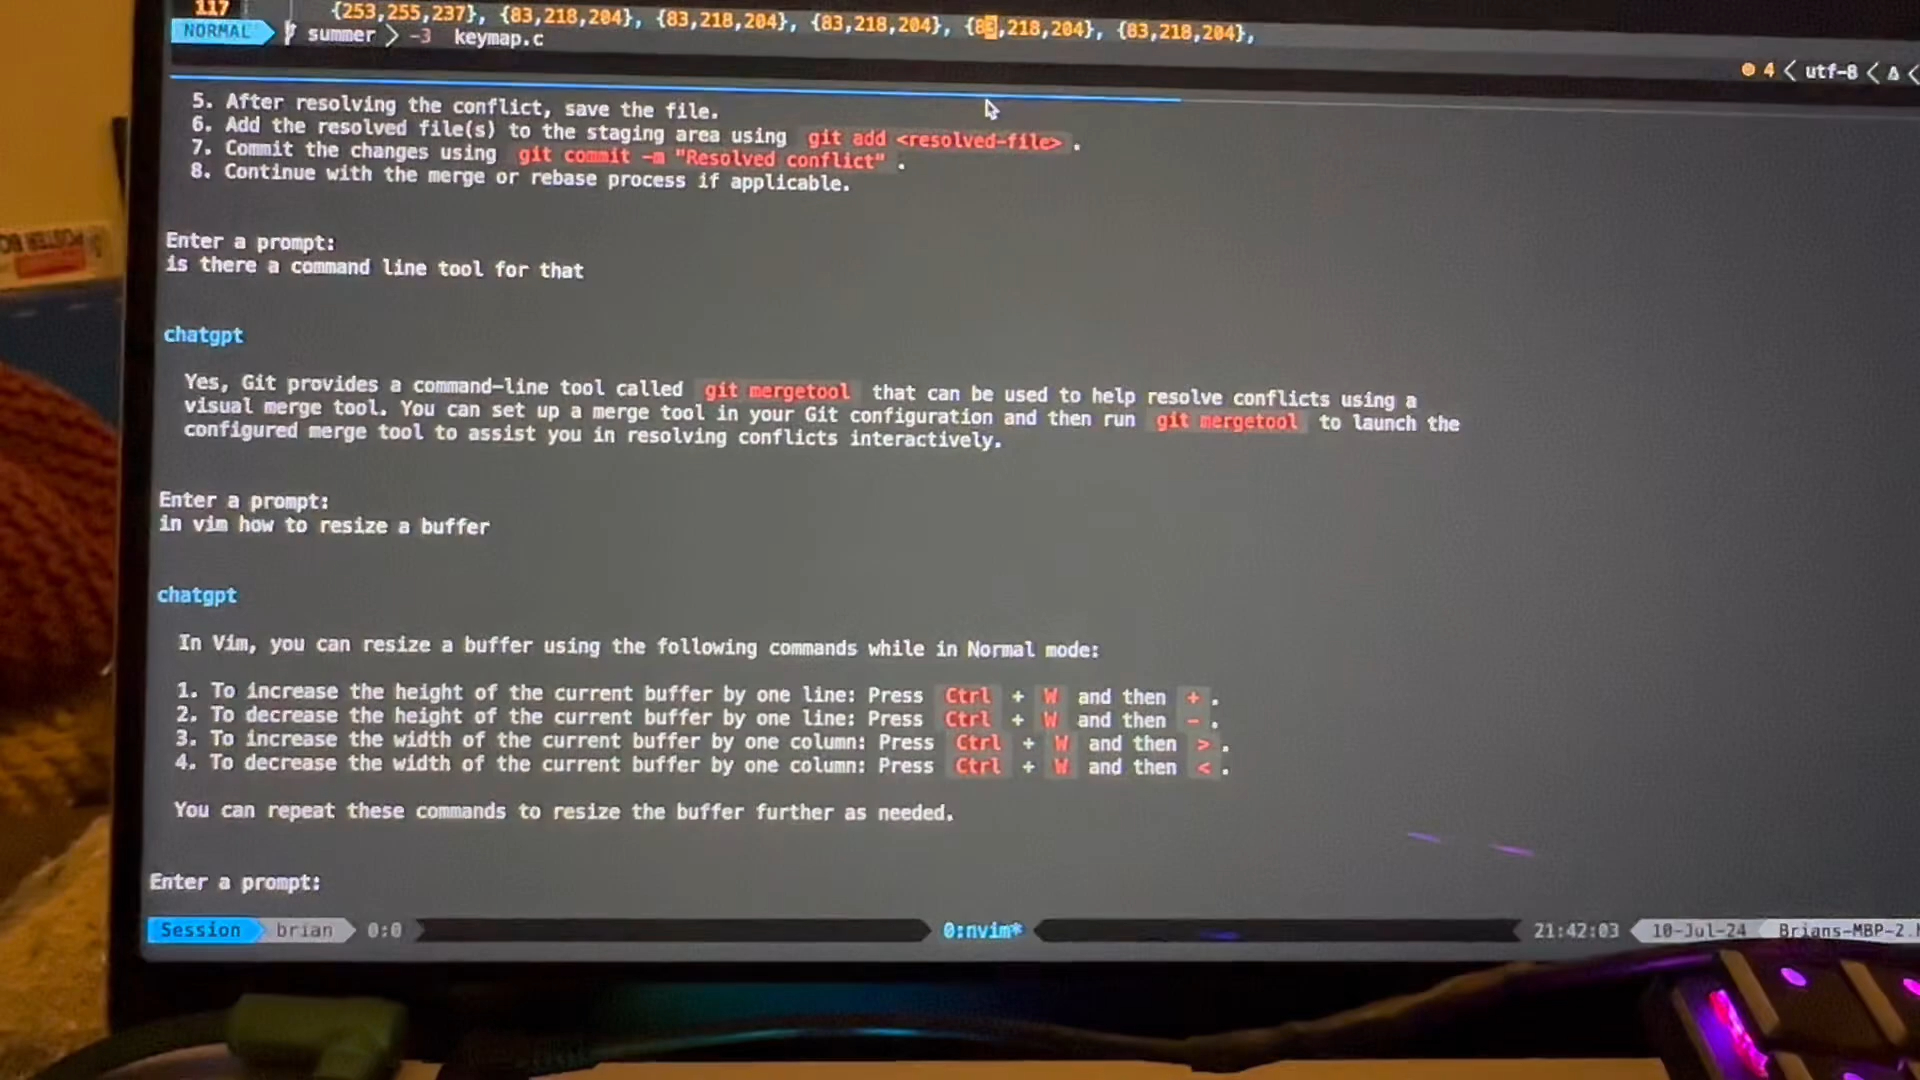 117 {253,255,237}, {83,218,204}, {83,218,204}, {83,218,204}, {83,218,204}, {83,218,204},
NORMAL summer > -3 keymap.c
4 < utf-8 <
5. After resolving the conflict, save the file.
6. Add the resolved file(s) to the staging area using git add <resolved-file> .
7. Commit the changes using git commit -m "Resolved conflict" .
8. Continue with the merge or rebase process if applicable.
Enter a prompt:
is there a command line tool for that
chatgpt
Yes, Git provides a command-line tool called git mergetool that can be used to help resolve conflicts using a
visual merge tool. You can set up a merge tool in your Git configuration and then run git mergetool to launch the
configured merge tool to assist you in resolving conflicts interactively.
Enter a prompt:
in vim how to resize a buffer
chatgpt
In Vim, you can resize a buffer using the following commands while in Normal mode:
1. To increase the height of the current buffer by one line: Press Ctrl + W and then + .
2. To decrease the height of the current buffer by one line: Press Ctrl + W and then - .
3. To increase the width of the current buffer by one column: Press Ctrl + W and then > .
4. To decrease the width of the current buffer by one column: Press Ctrl + W and then < .
You can repeat these commands to resize the buffer further as needed.
Enter a prompt:
Session brian 0:0 0:nvim* 21:42:03 10-Jul-24 Brians-MBP-2.